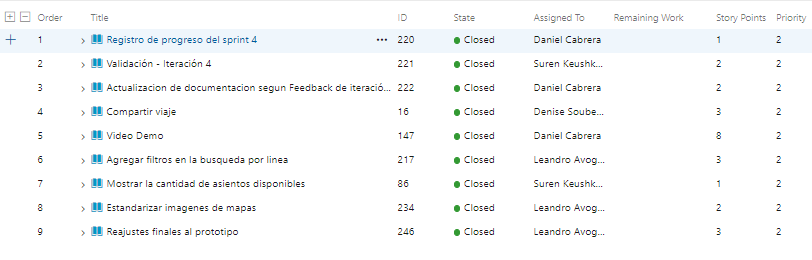 Order Title ID State Assigned To Remaining Work Story Points Priority
1 Registro de progreso del sprint 4 ... 220 Closed Daniel Cabrera 1 2
2 Validación - Iteración 4 221 Closed Suren Keushk... 2 2
3 Actualizacion de documentacion segun Feedback de iteració... 222 Closed Daniel Cabrera 2 2
4 Compartir viaje 16 Closed Denise Soube... 3 2
5 Video Demo 147 Closed Daniel Cabrera 8 2
6 Agregar filtros en la busqueda por linea 217 Closed Leandro Avog... 3 2
7 Mostrar la cantidad de asientos disponibles 86 Closed Suren Keushk... 1 2
8 Estandarizar imagenes de mapas 234 Closed Leandro Avog... 2 2
9 Reajustes finales al prototipo 246 Closed Leandro Avog... 3 2